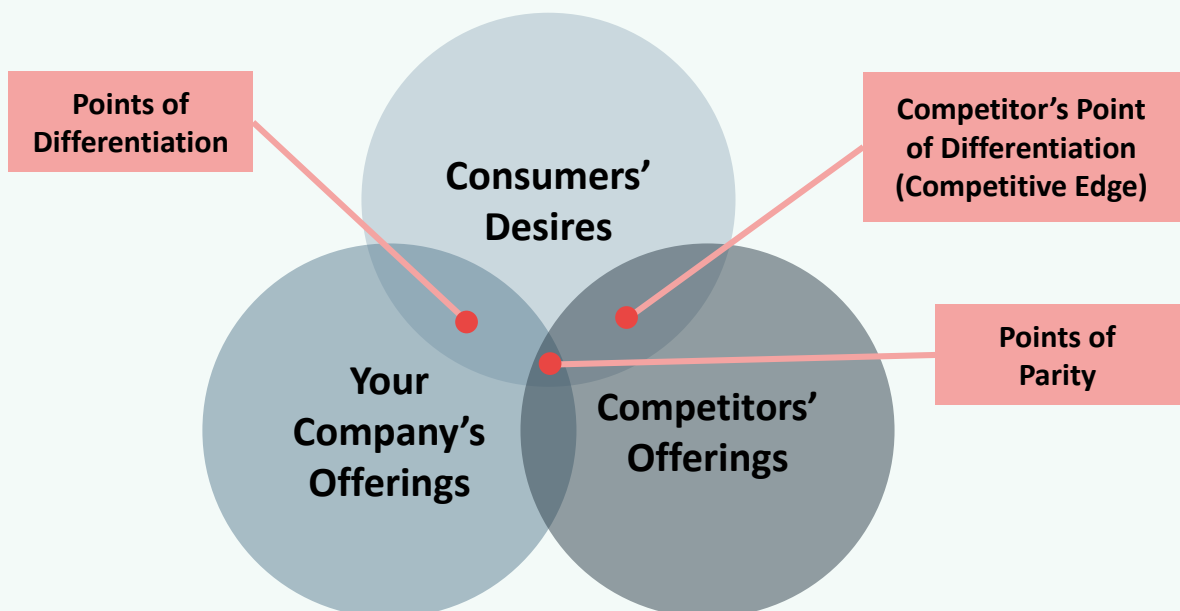 Points of
Differentiation
Competitor’s Point
of Differentiation
(Competitive Edge)
Consumers’
Desires
Points of
Parity
Your
Company’s
Offerings
Competitors’
Offerings